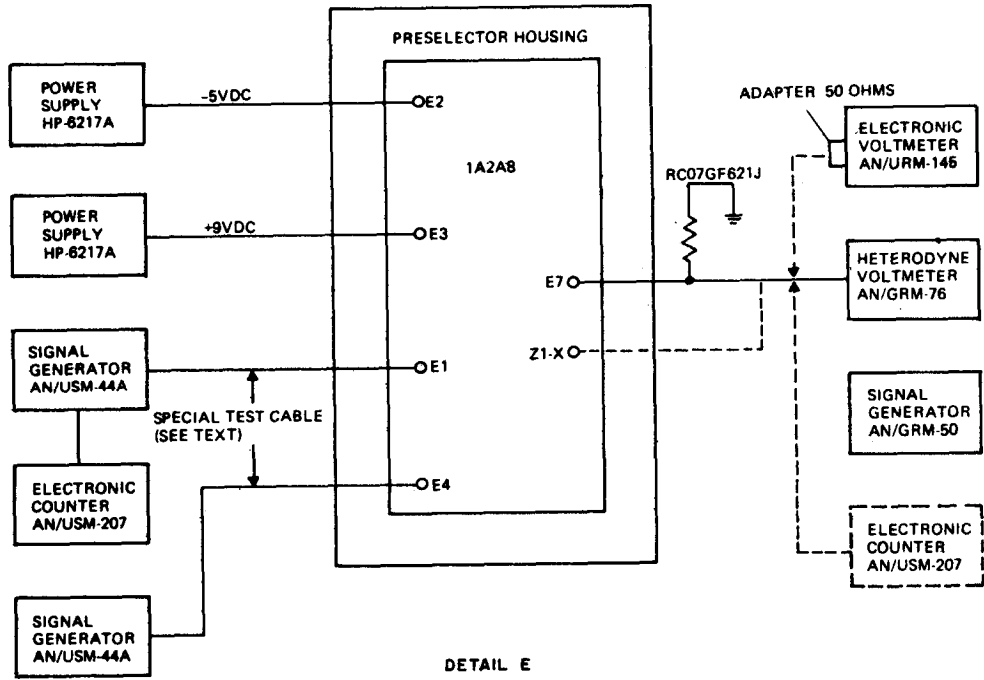 PRESELECTOR HOUSING
POWER
SUPPLY
HP-6217A
-5VDC
E2
1A2A8
ADAPTER 50 OHMS
ELECTRONIC
VOLTMETER
AN/URM-145
RC07GF621J
POWER
SUPPLY
HP-6217A
+9VDC
E3
E7
HETERODYNE
VOLTMETER
AN/GRM-76
SIGNAL
GENERATOR
AN/USM-44A
E1
Z1-X
SPECIAL TEST CABLE
(SEE TEXT)
SIGNAL
GENERATOR
AN/GRM-50
ELECTRONIC
COUNTER
AN/USM-207
E4
ELECTRONIC
COUNTER
AN/USM-207
SIGNAL
GENERATOR
AN/USM-44A
DETAIL E